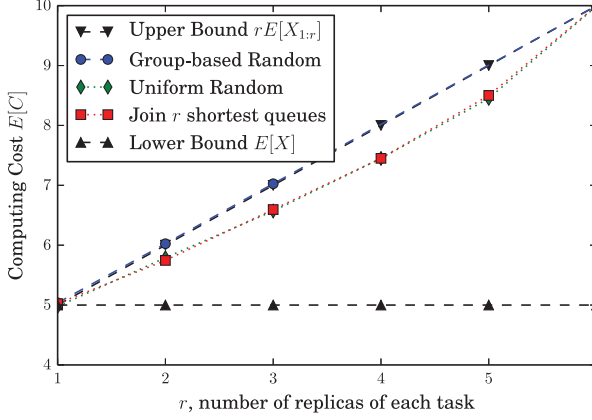 10
9
8
7
6
5
4
1 2 3 4 5
Computing Cost E[C]
r, number of replicas of each task
Upper Bound rE[X1:r]
Group-based Random
Uniform Random
Join r shortest queues
Lower Bound E[X]